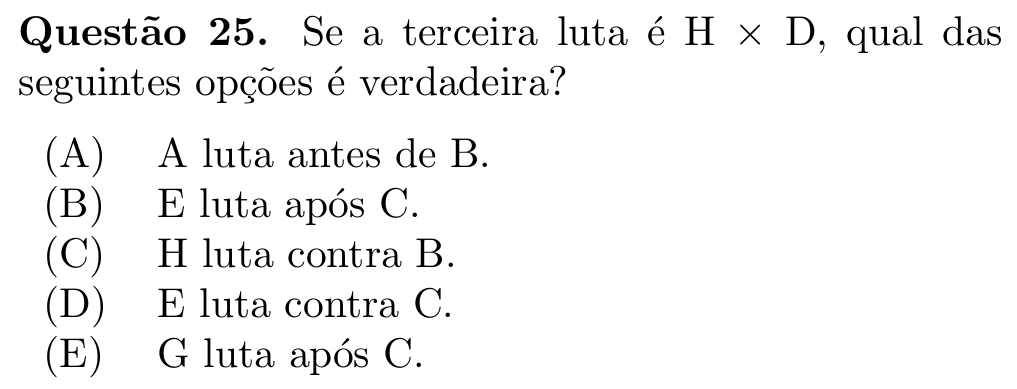 Questão 25. Se a terceira luta é H × D, qual das
seguintes opções é verdadeira?
(A) A luta antes de B.
(B) E luta após C.
(C) H luta contra B.
(D) E luta contra C.
(E) G luta após C.